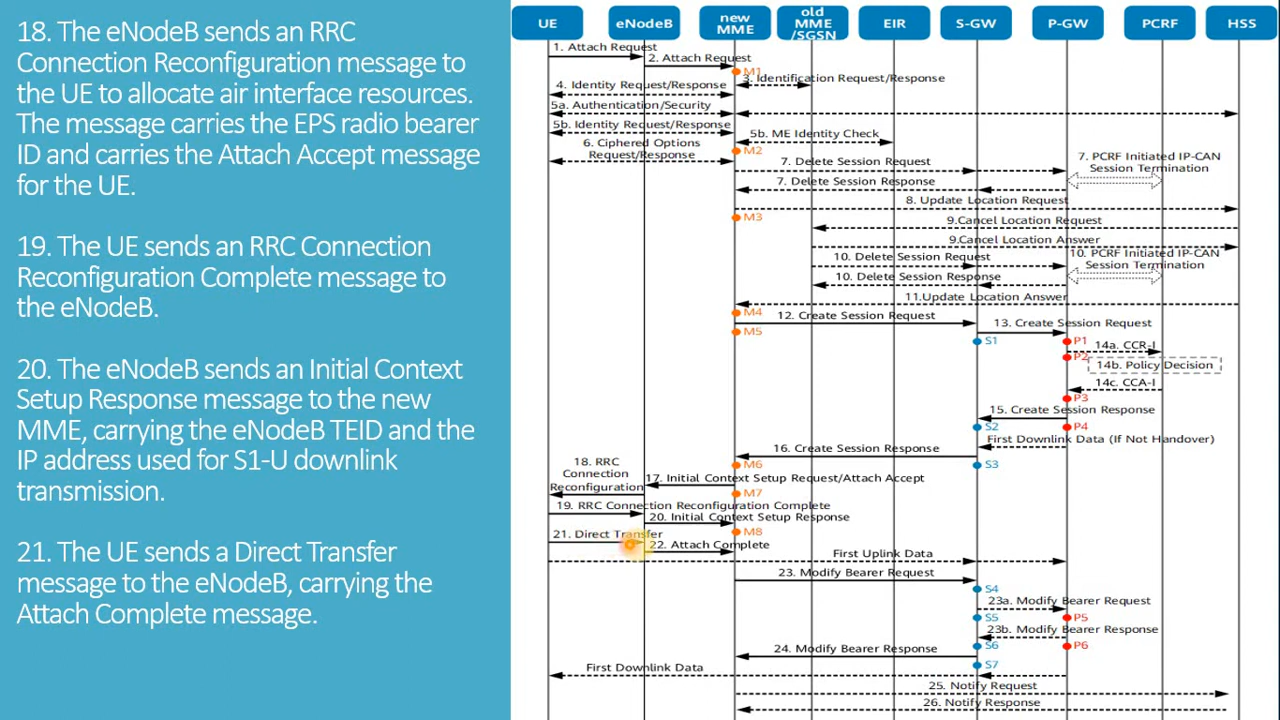 18. The eNodeB sends an RRC
Connection Reconfiguration message to
the UE to allocate air interface resources.
The message carries the EPS radio bearer
ID and carries the Attach Accept message
for the UE.
19. The UE sends an RRC Connection
Reconfiguration Complete message to
the eNodeB.
20. The eNodeB sends an Initial Context
Setup Response message to the new
MME, carrying the eNodeB TEID and the
IP address used for S1-U downlink
transmission.
21. The UE sends a Direct Transfer
message to the eNodeB, carrying the
Attach Complete message.
UE
eNodeB
new
MME
old
MME
/SGSN
EIR
S-GW
P-GW
PCRF
HSS
1. Attach Request
2. Attach Request
M1
3. Identification Request/Response
4. Identity Request/Response
5a. Authentication/Security
5b. Identity Request/Response
5b. ME Identity Check
6. Ciphered Options
Request/Response
M2
7. Delete Session Request
7. PCRF Initiated IP-CAN
Session Termination
7. Delete Session Response
8. Update Location Request
M3
9.Cancel Location Request
9.Cancel Location Answer
10. Delete Session Request
10. PCRF Initiated IP-CAN
Session Termination
10. Delete Session Response
11.Update Location Answer
M4
12. Create Session Request
M5
13. Create Session Request
S1
P1
14a. CCR-I
P2
14b. Policy Decision
14c. CCA-I
P3
15. Create Session Response
S2
P4
First Downlink Data (If Not Handover)
16. Create Session Response
M6
S3
18. RRC
Connection
Reconfiguration
17. Initial Context Setup Request/Attach Accept
M7
19. RRC Connection Reconfiguration Complete
20. Initial Context Setup Response
M8
21. Direct Transfer
22. Attach Complete
First Uplink Data
23. Modify Bearer Request
S4
23a. Modify Bearer Request
S5
P5
23b. Modify Bearer Response
S6
P6
24. Modify Bearer Response
S7
First Downlink Data
25. Notify Request
26. Notify Response